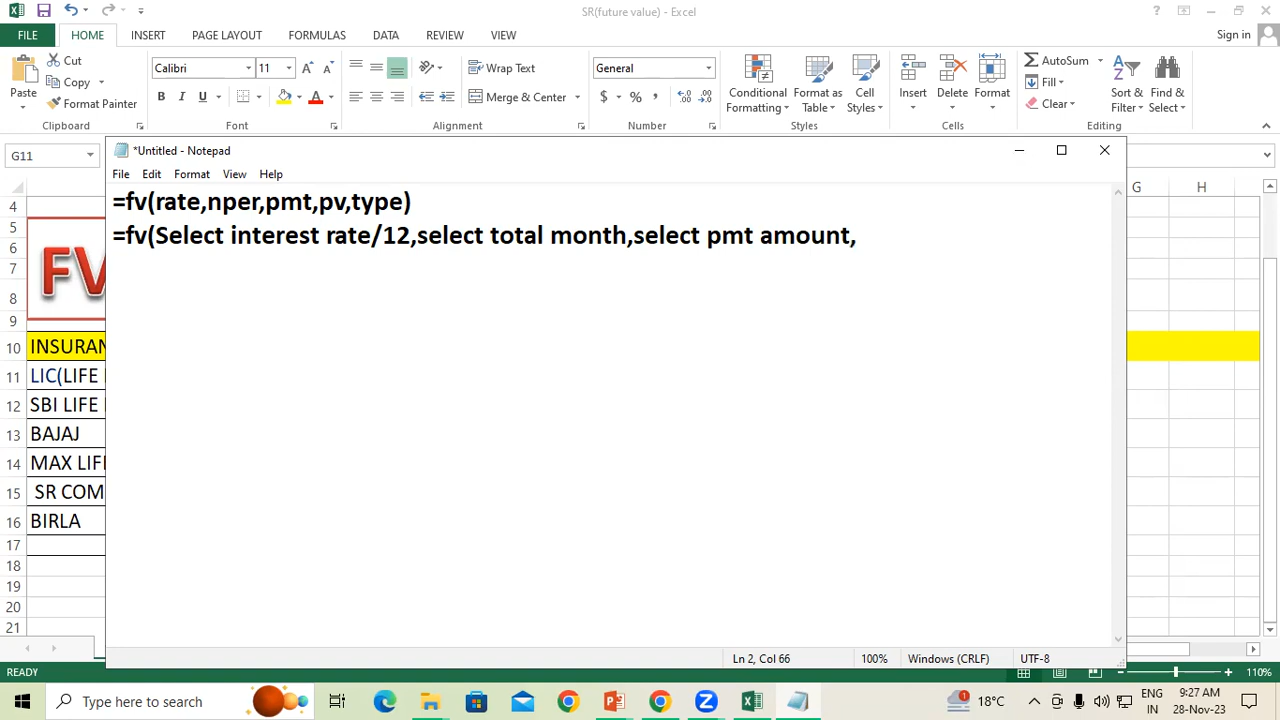 SR(future value) - Excel
FILE HOME INSERT PAGE LAYOUT FORMULAS DATA REVIEW VIEW Sign in
Paste Cut Copy Format Painter
Clipboard
Calibri 11
B I U A
Font
Wrap Text
Merge & Center
Alignment
General
$ % ,
Number
Conditional Formatting Format as Table Cell Styles
Styles
Insert Delete Format
Cells
AutoSum Fill Clear Sort & Filter Find & Select
Editing
G11
*Untitled - Notepad
File Edit Format View Help
=fv(rate,nper,pmt,pv,type)
=fv(Select interest rate/12,select total month,select pmt amount,
G H
4
5
6 FV
7
8
9
10 INSURAN
11 LIC(LIFE
12 SBI LIFE
13 BAJAJ
14 MAX LIF
15 SR COM
16 BIRLA
17
18
19
20
21
Ln 2, Col 66 100% Windows (CRLF) UTF-8
READY 110%
Type here to search 1 18°C ENG IN 9:27 AM 28-Nov-23